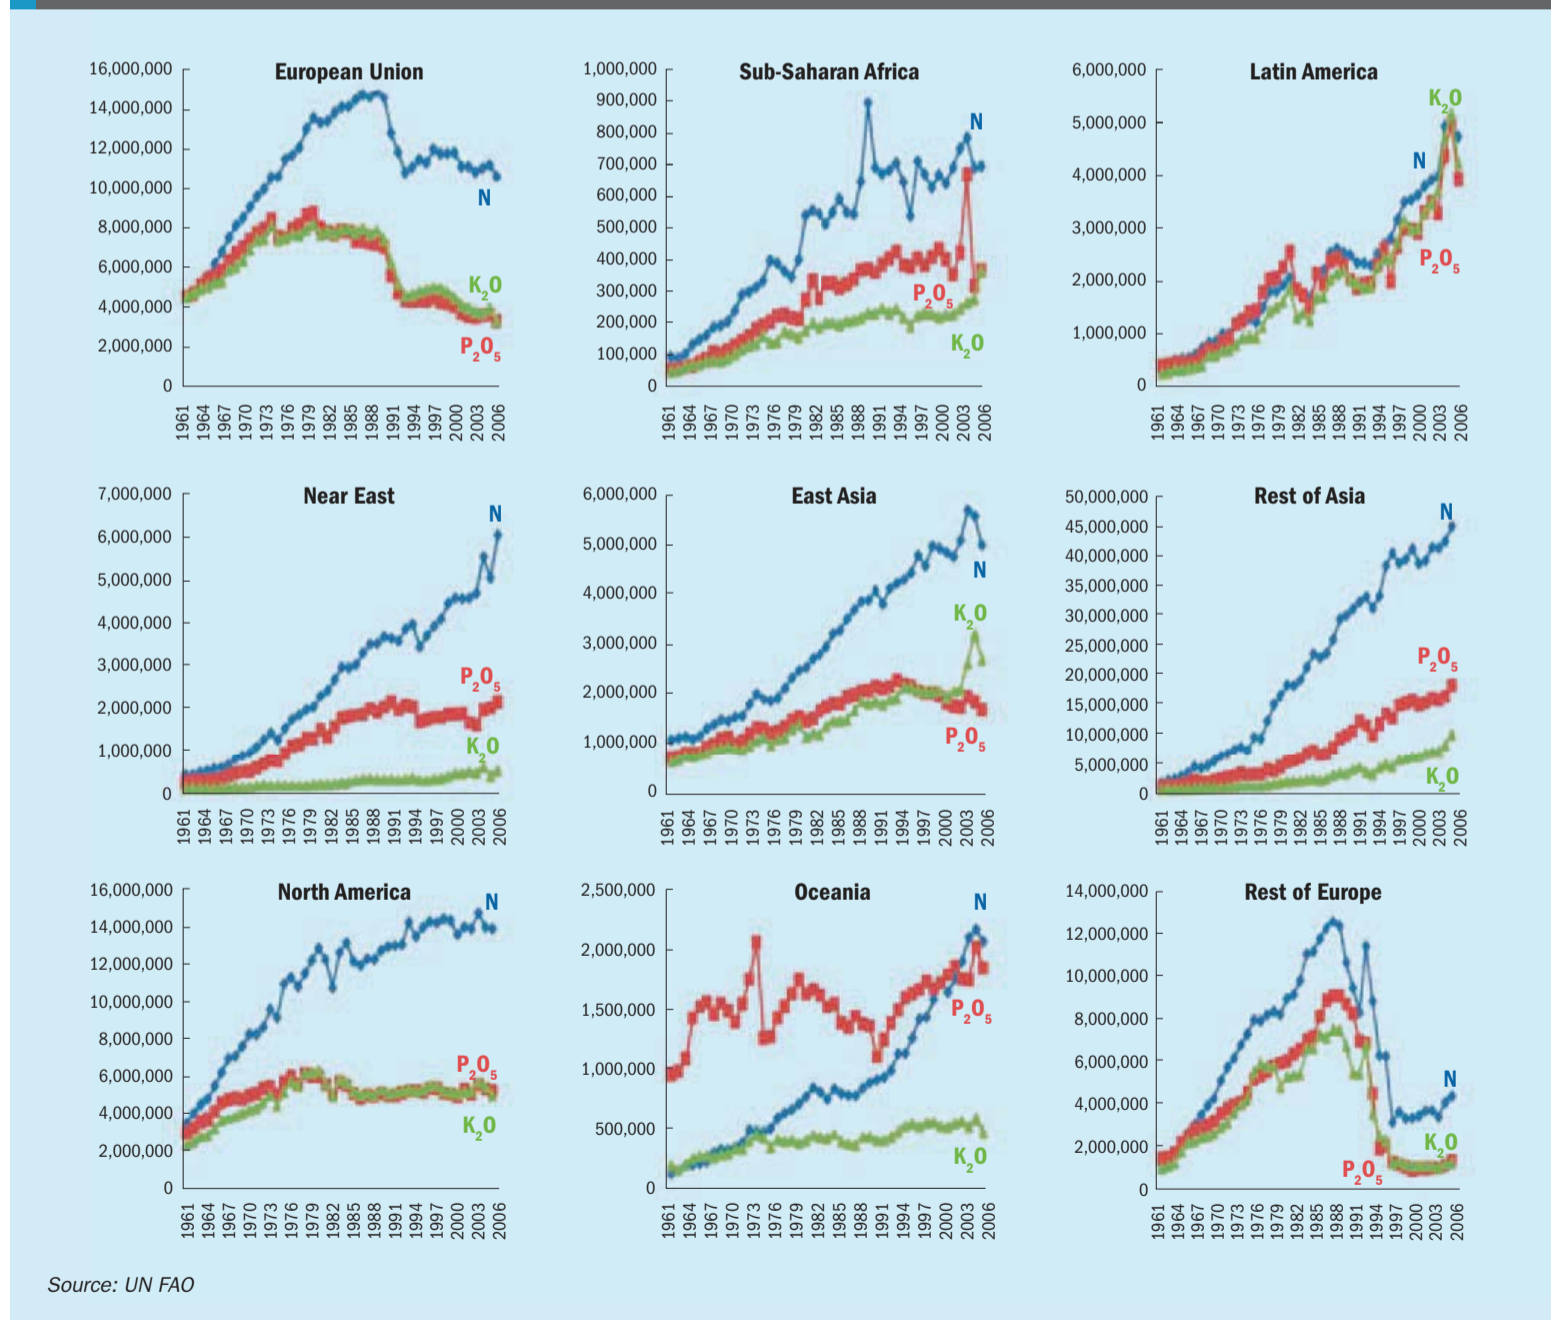 European Union
16,000,000
14,000,000
12,000,000
10,000,000
8,000,000
6,000,000
4,000,000
2,000,000
0
N
K₂O
P₂O₅
1961 1964 1967 1970 1973 1976 1979 1982 1985 1988 1991 1994 1997 2000 2003 2006
Sub-Saharan Africa
1,000,000
900,000
800,000
700,000
600,000
500,000
400,000
300,000
200,000
100,000
0
N
P₂O₅
K₂O
1961 1964 1967 1970 1973 1976 1979 1982 1985 1988 1991 1994 1997 2000 2003 2006
Latin America
6,000,000
5,000,000
4,000,000
3,000,000
2,000,000
1,000,000
0
K₂O
N
P₂O₅
1961 1964 1967 1970 1973 1976 1979 1982 1985 1988 1991 1994 1997 2000 2003 2006
Near East
7,000,000
6,000,000
5,000,000
4,000,000
3,000,000
2,000,000
1,000,000
0
N
P₂O₅
K₂O
1961 1964 1967 1970 1973 1976 1979 1982 1985 1988 1991 1994 1997 2000 2003 2006
East Asia
6,000,000
5,000,000
4,000,000
3,000,000
2,000,000
1,000,000
0
N
K₂O
P₂O₅
1961 1964 1967 1970 1973 1976 1979 1982 1985 1988 1991 1994 1997 2000 2003 2006
Rest of Asia
50,000,000
45,000,000
40,000,000
35,000,000
30,000,000
25,000,000
20,000,000
15,000,000
10,000,000
5,000,000
0
N
P₂O₅
K₂O
1961 1964 1967 1970 1973 1976 1979 1982 1985 1988 1991 1994 1997 2000 2003 2006
North America
16,000,000
14,000,000
12,000,000
10,000,000
8,000,000
6,000,000
4,000,000
2,000,000
0
N
P₂O₅
K₂O
1961 1964 1967 1970 1973 1976 1979 1982 1985 1988 1991 1994 1997 2000 2003 2006
Oceania
2,500,000
2,000,000
1,500,000
1,000,000
500,000
0
N
P₂O₅
K₂O
1961 1964 1967 1970 1973 1976 1979 1982 1985 1988 1991 1994 1997 2000 2003 2006
Rest of Europe
14,000,000
12,000,000
10,000,000
8,000,000
6,000,000
4,000,000
2,000,000
0
N
K₂O
P₂O₅
1961 1964 1967 1970 1973 1976 1979 1982 1985 1988 1991 1994 1997 2000 2003 2006
Source: UN FAO